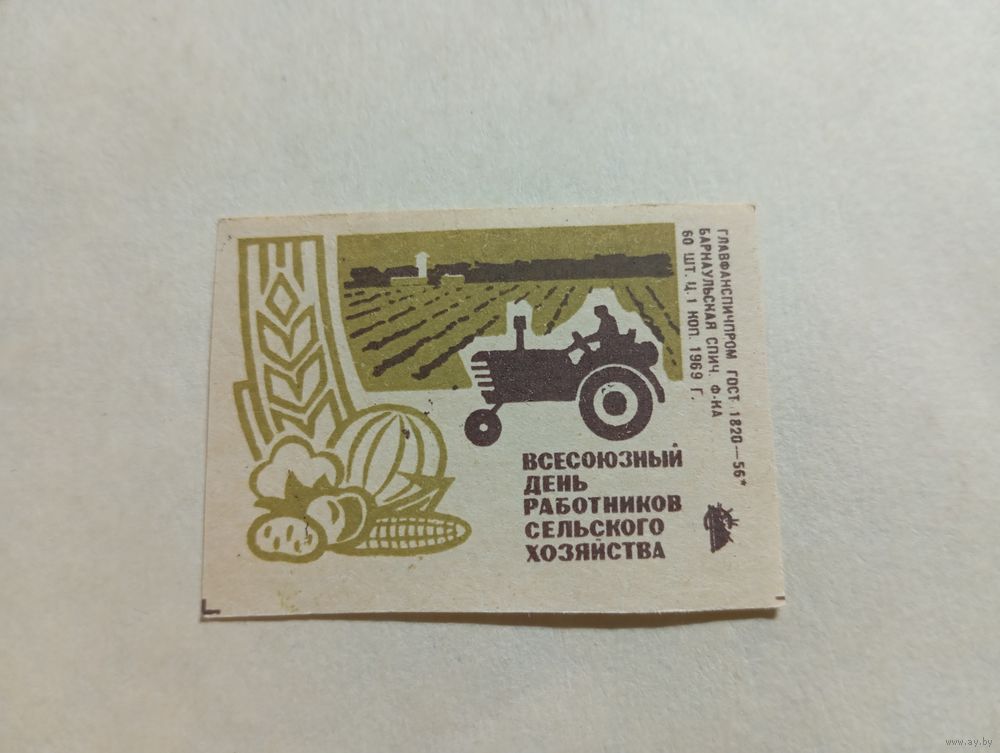 ГЛАВФАНСПИЧПРОМ ГОСТ 1820—56*
БАРНАУЛЬСКАЯ СПИЧ. Ф-КА
60 ШТ. Ц. 1 КОП. 1969 Г.
ВСЕСОЮЗНЫЙ
ДЕНЬ
РАБОТНИКОВ
СЕЛЬСКОГО
ХОЗЯЙСТВА
www.ay.by